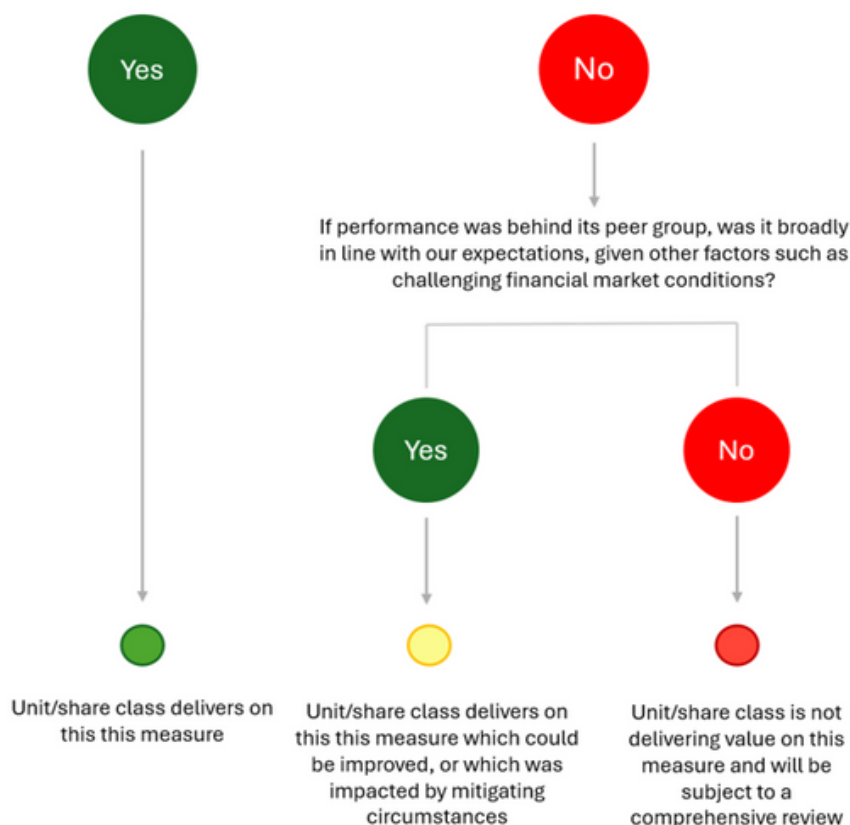 Yes
No
If performance was behind its peer group, was it broadly
in line with our expectations, given other factors such as
challenging financial market conditions?
Yes
No
Unit/share class delivers on
this this measure
Unit/share class delivers on
this this measure which could
be improved, or which was
impacted by mitigating
circumstances
Unit/share class is not
delivering value on this
measure and will be
subject to a
comprehensive review